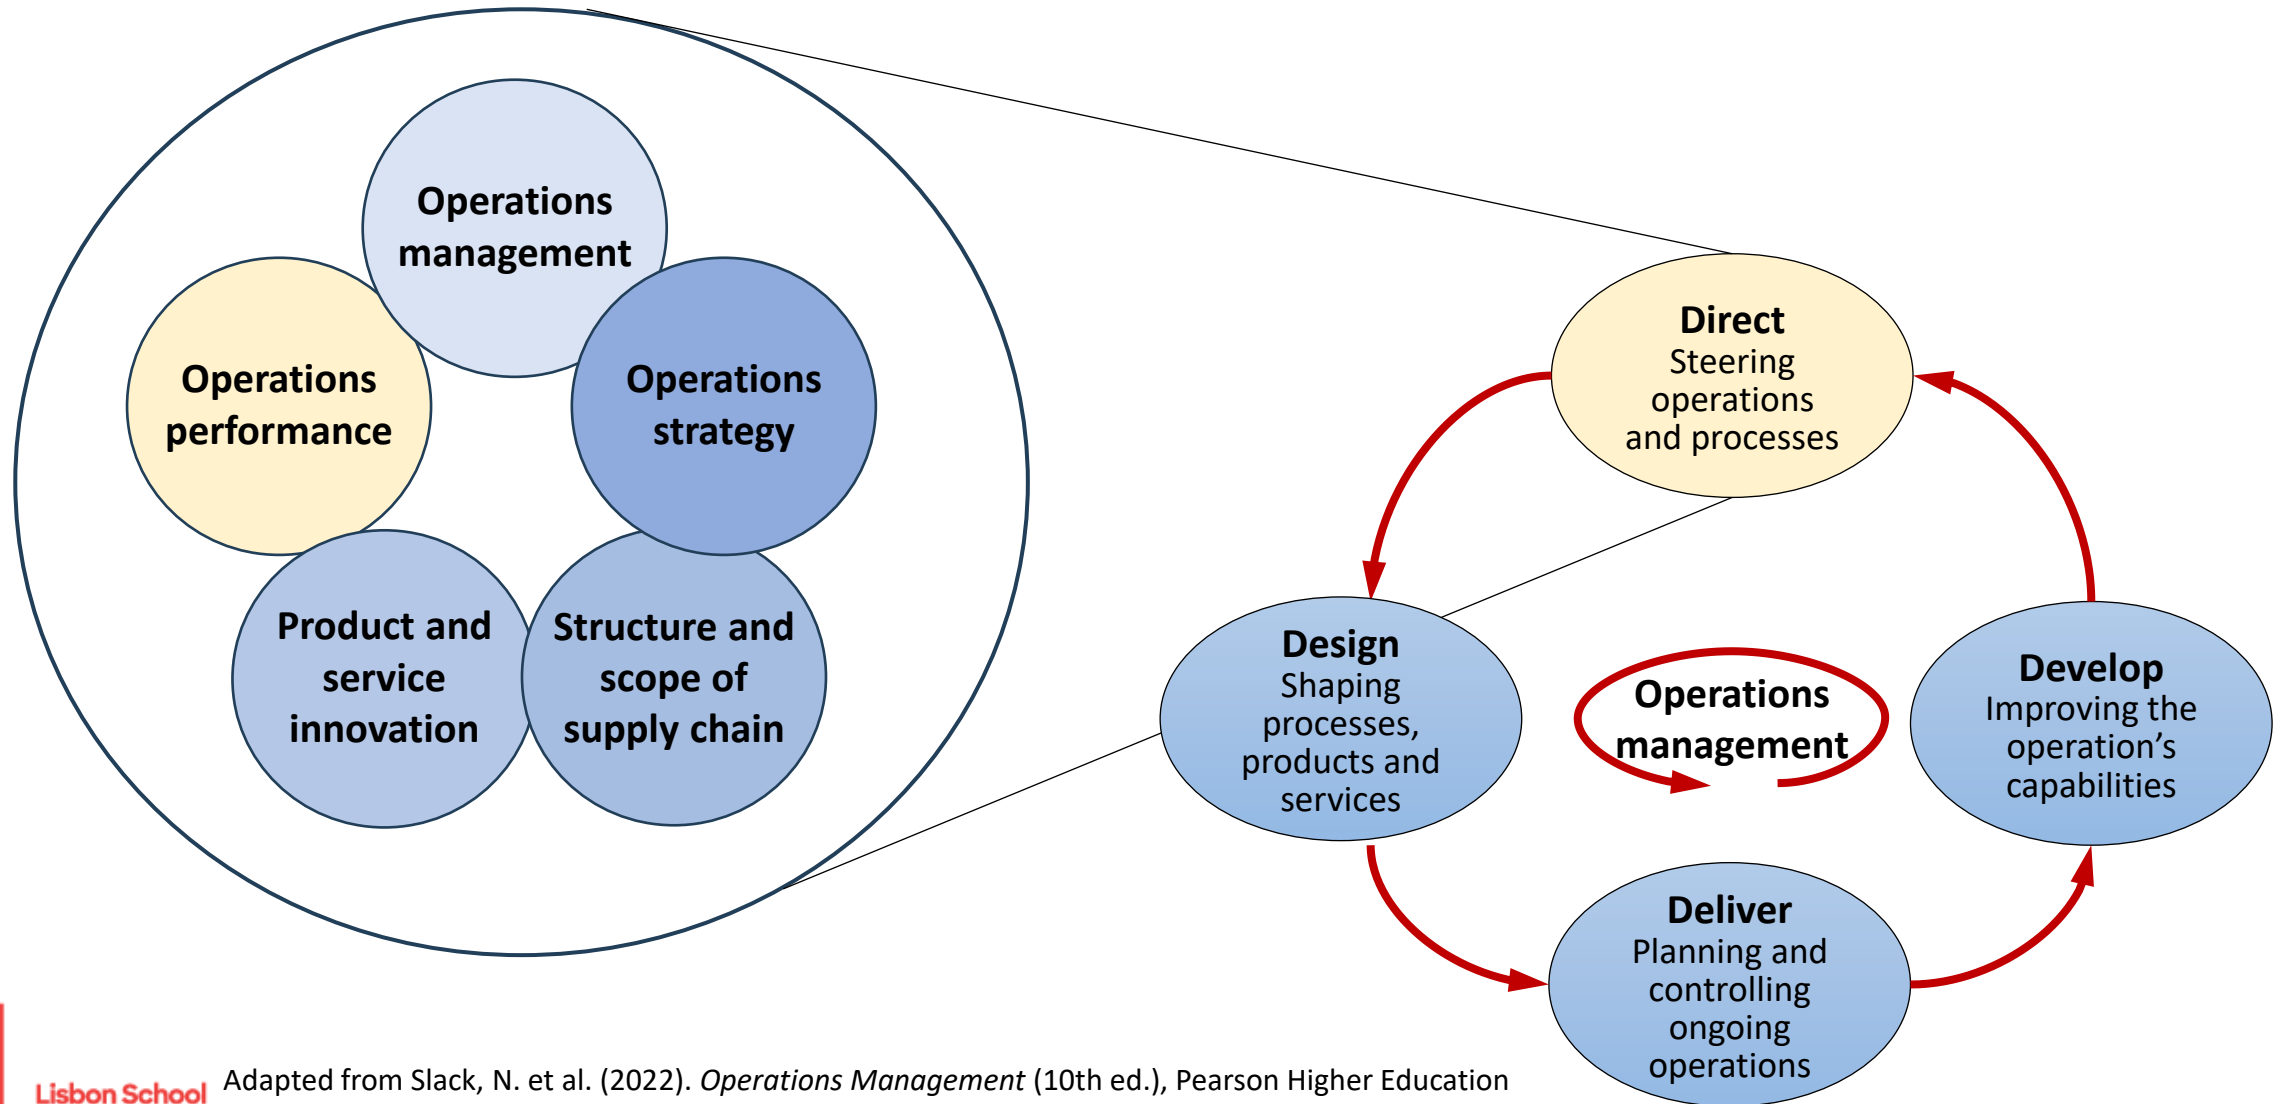 Operations
management
Operations
performance
Operations
strategy
Product and
service
innovation
Structure and
scope of
supply chain
Direct
Steering
operations
and processes
Design
Shaping
processes,
products and
services
Operations
management
Develop
Improving the
operation’s
capabilities
Deliver
Planning and
controlling
ongoing
operations
Lisbon School
Adapted from Slack, N. et al. (2022). Operations Management (10th ed.), Pearson Higher Education